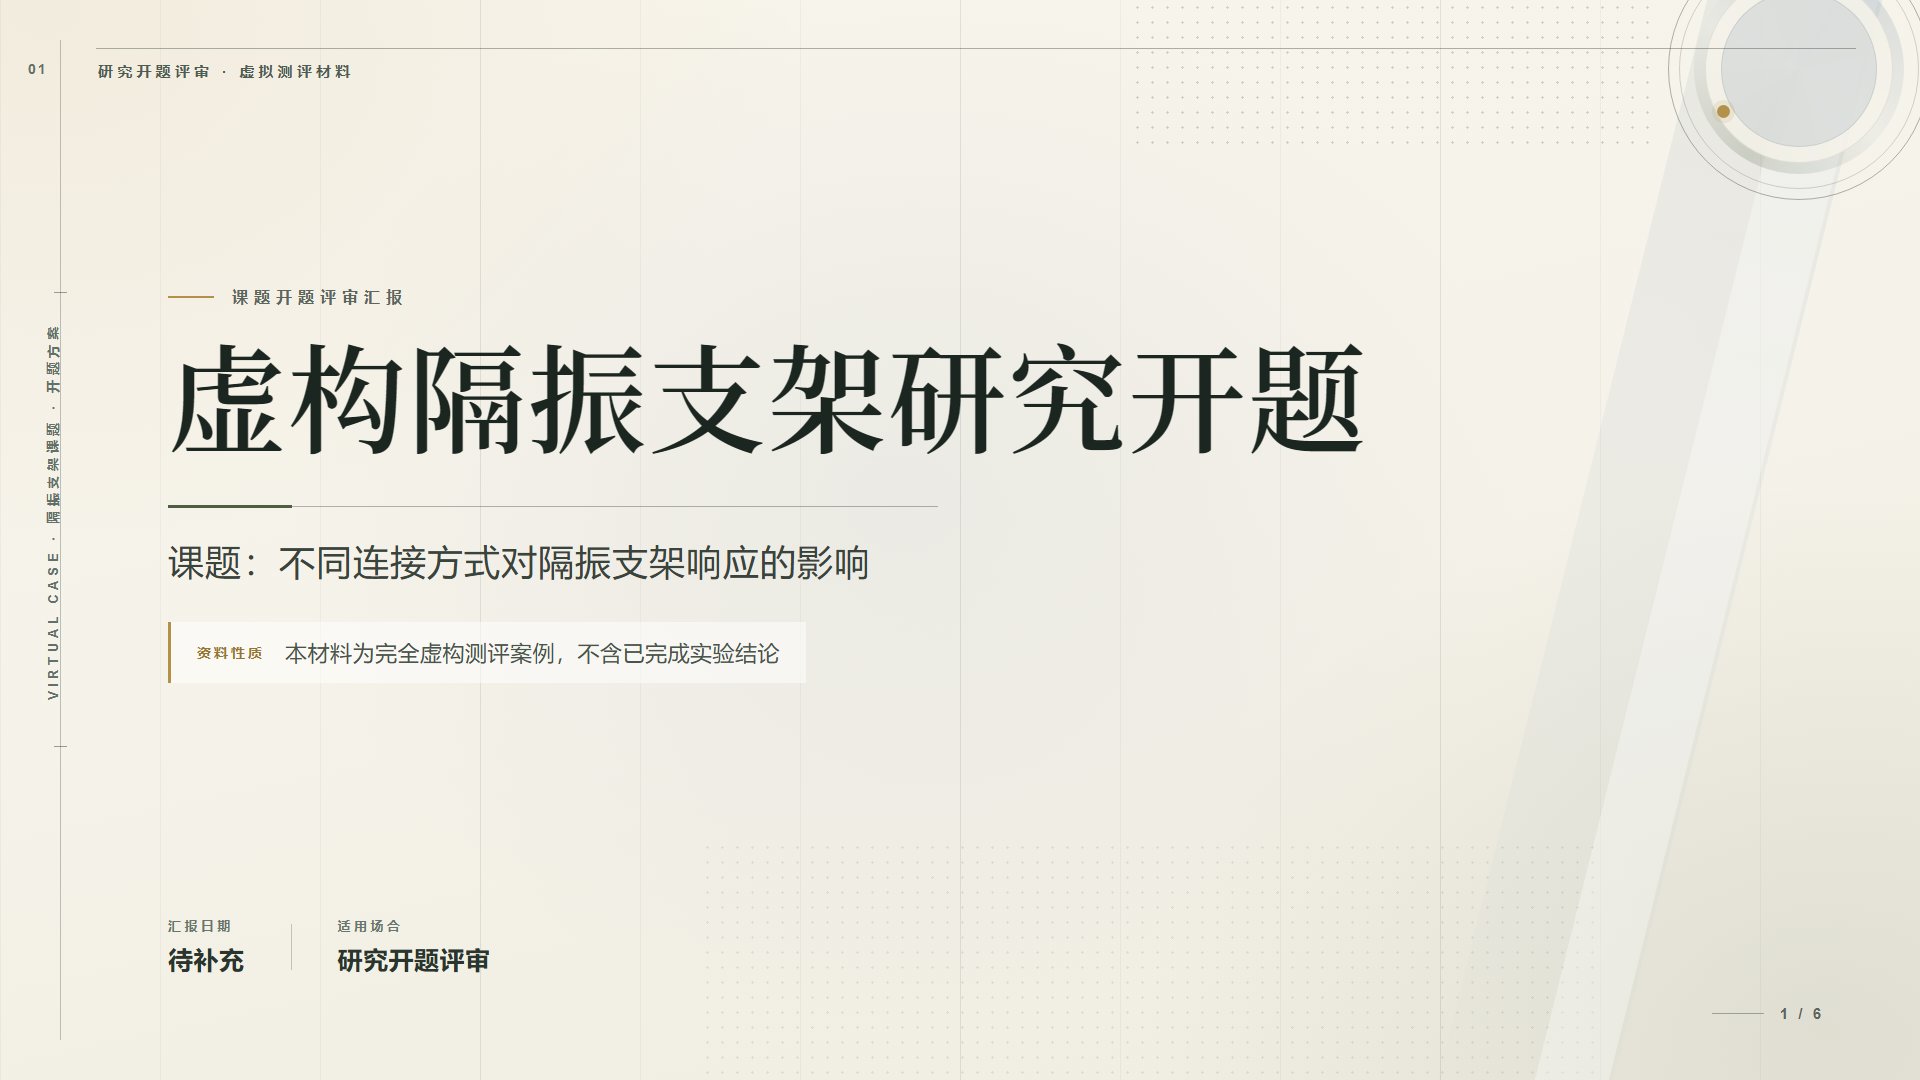 01
研究开题评审 · 虚拟测评材料
VIRTUAL CASE · 隔振支架课题 · 开题方案
课题开题评审汇报
虚构隔振支架研究开题
课题：不同连接方式对隔振支架响应的影响
资料性质 本材料为完全虚构测评案例，不含已完成实验结论
汇报日期
待补充
适用场合
研究开题评审
1 / 6